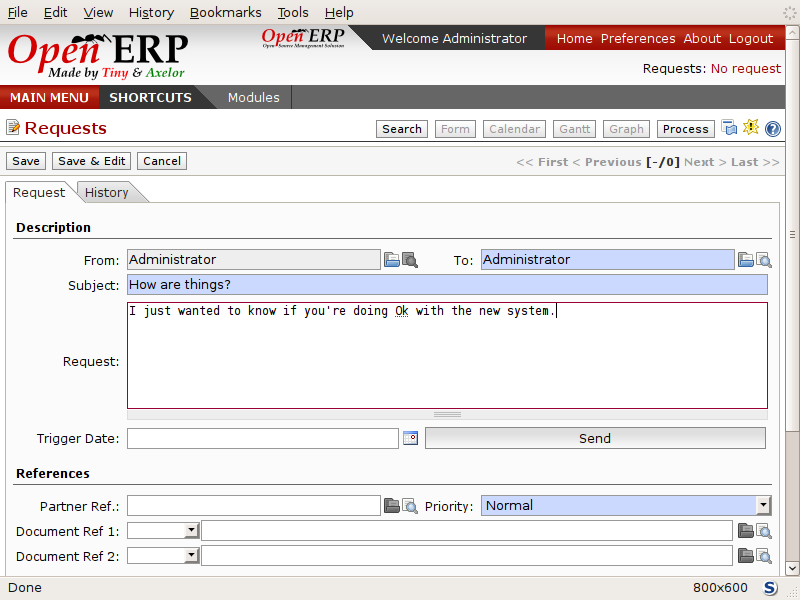 File Edit View History Bookmarks Tools Help
Open ERP
Made by Tiny & Axelor
Open ERP
Open Source Management Solution
Welcome Administrator
Home Preferences About Logout
Requests: No request
MAIN MENU SHORTCUTS Modules
Requests
Search Form Calendar Gantt Graph Process
Save Save & Edit Cancel
<< First < Previous [-/0] Next > Last >>
Request History
Description
From: Administrator To: Administrator
Subject: How are things?
Request: I just wanted to know if you're doing Ok with the new system.
Trigger Date: Send
References
Partner Ref.: Priority: Normal
Document Ref 1:
Document Ref 2:
Done 800x600 S